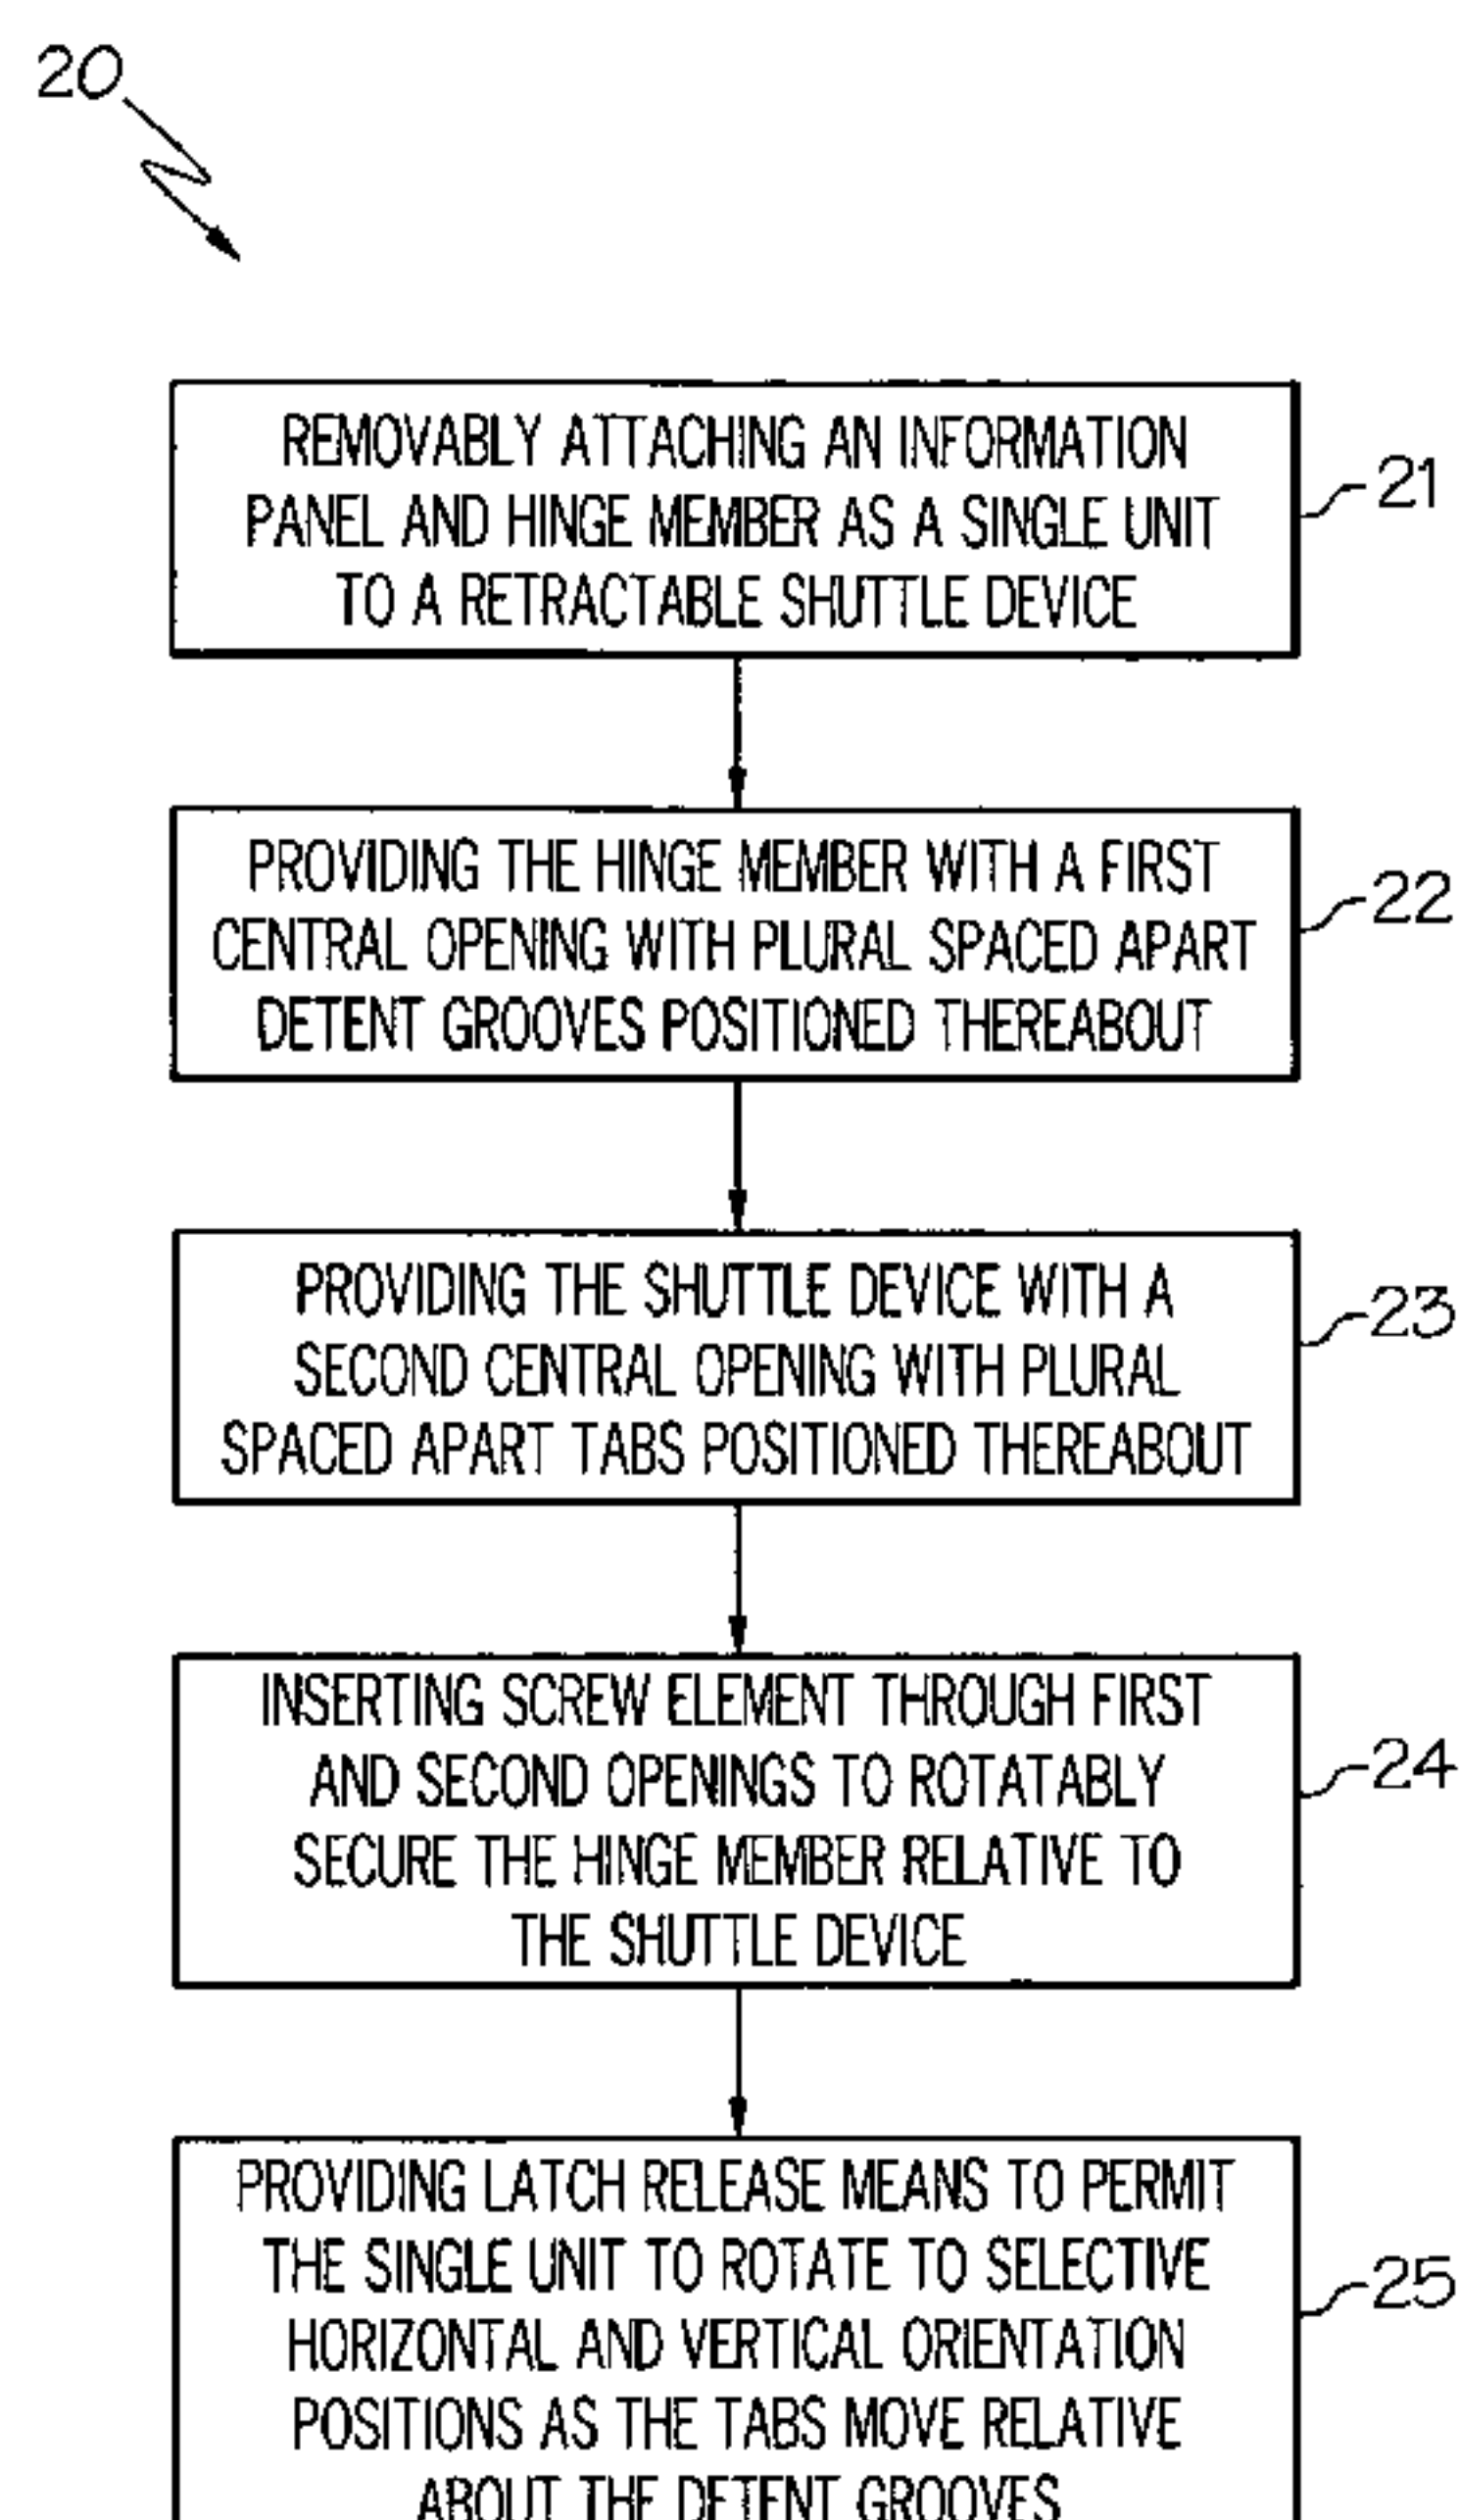 20
REMOVABLY ATTACHING AN INFORMATION
PANEL AND HINGE MEMBER AS A SINGLE UNIT
TO A RETRACTABLE SHUTTLE DEVICE
21
PROVIDING THE HINGE MEMBER WITH A FIRST
CENTRAL OPENING WITH PLURAL SPACED APART
DETENT GROOVES POSITIONED THEREABOUT
22
PROVIDING THE SHUTTLE DEVICE WITH A
SECOND CENTRAL OPENING WITH PLURAL
SPACED APART TABS POSITIONED THEREABOUT
23
INSERTING SCREW ELEMENT THROUGH FIRST
AND SECOND OPENINGS TO ROTATABLY
SECURE THE HINGE MEMBER RELATIVE TO
THE SHUTTLE DEVICE
24
PROVIDING LATCH RELEASE MEANS TO PERMIT
THE SINGLE UNIT TO ROTATE TO SELECTIVE
HORIZONTAL AND VERTICAL ORIENTATION
POSITIONS AS THE TABS MOVE RELATIVE
ABOUT THE DETENT GROOVES
25